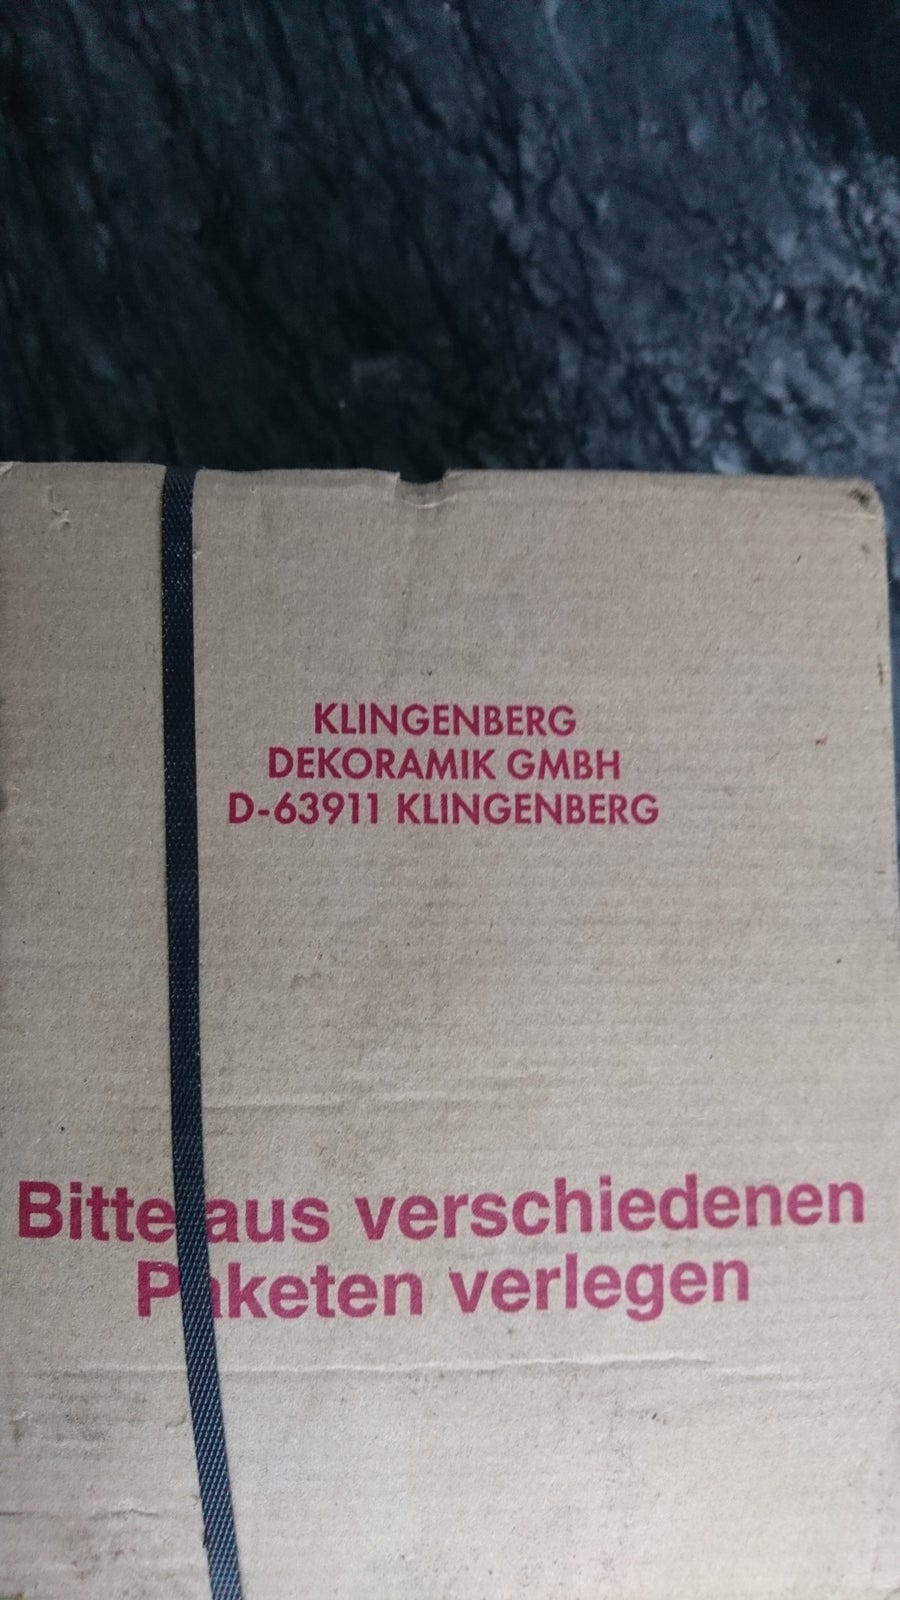 KLINGENBERG
DEKORAMIK GMBH
D-63911 KLINGENBERG
Bitte aus verschiedenen
Paketen verlegen